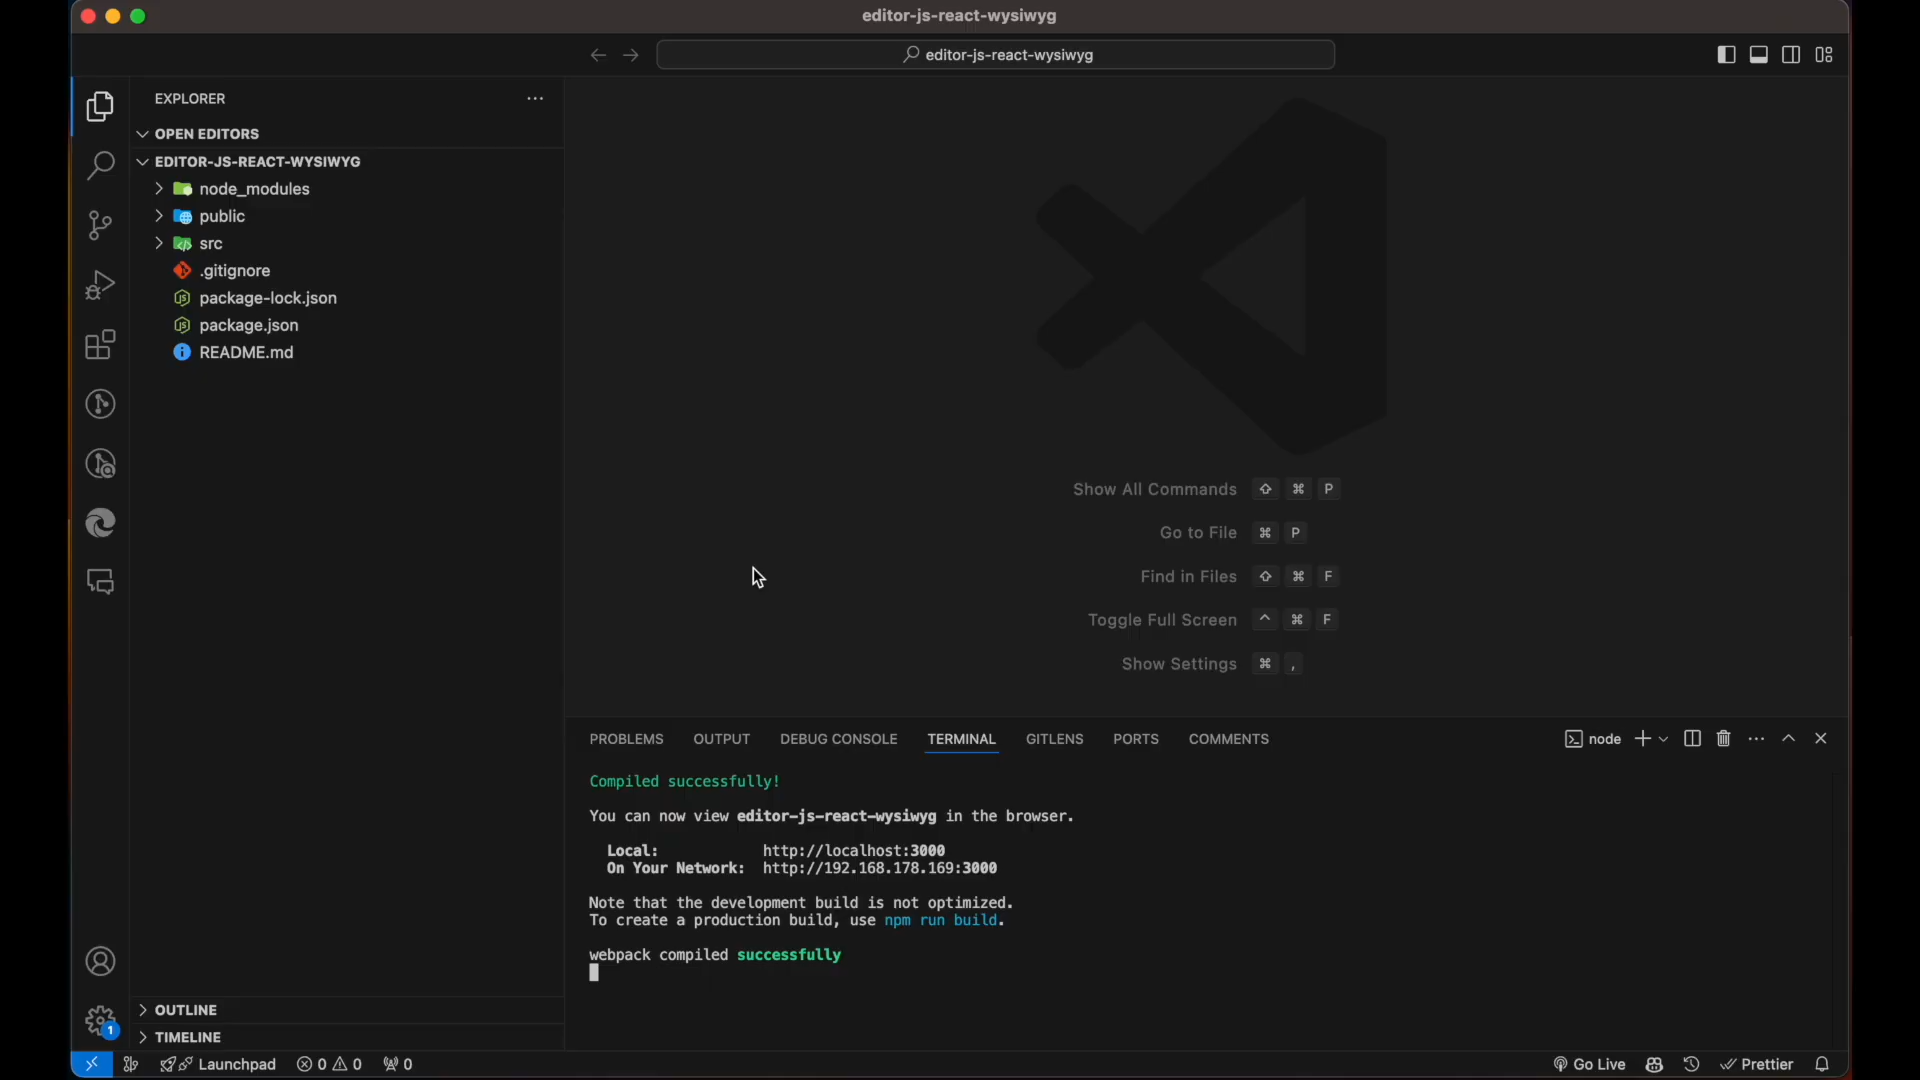 editor-js-react-wysiwyg
editor-js-react-wysiwyg
EXPLORER
OPEN EDITORS
EDITOR-JS-REACT-WYSIWYG
node_modules
public
src
.gitignore
package-lock.json
package.json
README.md
Show All Commands ⇧ ⌘ P
Go to File ⌘ P
Find in Files ⇧ ⌘ F
Toggle Full Screen ^ ⌘ F
Show Settings ⌘ ,
PROBLEMS OUTPUT DEBUG CONSOLE TERMINAL GITLENS PORTS COMMENTS node
Compiled successfully!
You can now view editor-js-react-wysiwyg in the browser.
Local: http://localhost:3000
On Your Network: http://192.168.178.169:3000
Note that the development build is not optimized.
To create a production build, use npm run build.
webpack compiled successfully
OUTLINE
1
TIMELINE
Launchpad 0 0 0 Go Live Prettier